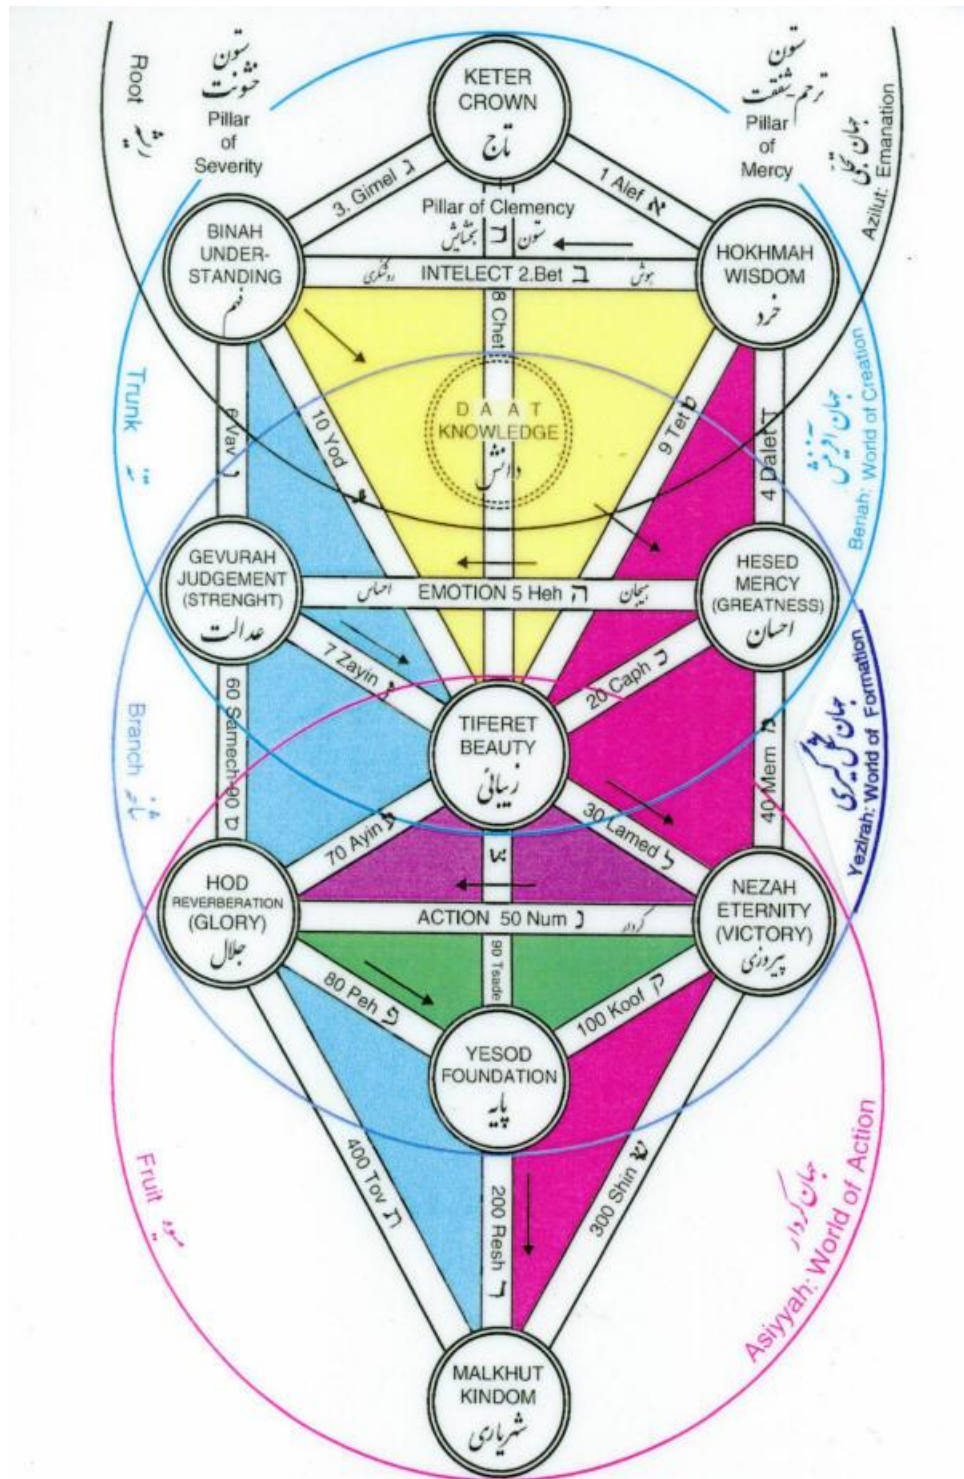 ستون
خشونت
Pillar
of
Severity
Root
ریشه
KETER
CROWN
تاج
ستون
ترحم-شفقت
Pillar
of
Mercy
Azilut: Emanation
جهان
3. Gimel ג
1 Alef א
Pillar of Clemency
ستون
بخشایش
BINAH
UNDER-
STANDING
فهم
INTELECT 2.Bet ב
هوش
روشنفکری
HOKHMAH
WISDOM
خرد
8 Chet
Trunk
تنه
6 Vav ו
10 Yod
D A A T
KNOWLEDGE
دانش
9 Tet ט
4 Dalet ד
Beriah: World of Creation
جهان آفرینش
GEVURAH
JUDGEMENT
(STRENGHT)
عدالت
EMOTION 5 Heh ה
احساس
هیجان
HESED
MERCY
(GREATNESS)
احسان
7 Zayin
20 Caph כ
Branch
شاخه
60 Samech
TIFERET
BEAUTY
زیبائی
40 Mem
Yezirah: World of Formation
جهان شکل گیری
70 Ayin
30 Lamed ל
HOD
REVERBERATION
(GLORY)
جلال
ACTION 50 Num נ
کردار
NEZAH
ETERNITY
(VICTORY)
پیروزی
90 Tsade
80 Peh פ
100 Koof ק
YESOD
FOUNDATION
پایه
Fruit
میوه
400 Tov ת
200 Resh ר
300 Shin ש
Asiyyah: World of Action
جهان کردار
MALKHUT
KINDOM
شهریاری